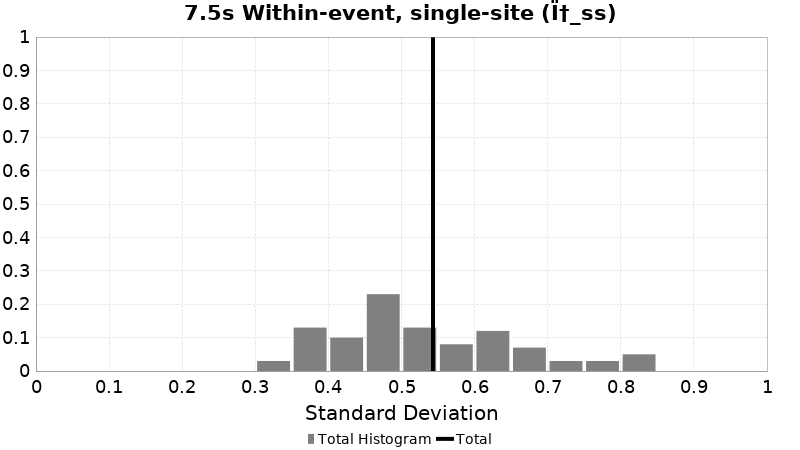 7.5s Within-event, single-site (Ï†_ss)
1
0.9
0.8
0.7
0.6
0.5
0.4
0.3
0.2
0.1
0
0 0.1 0.2 0.3 0.4 0.5 0.6 0.7 0.8 0.9 1
Standard Deviation
Total Histogram Total